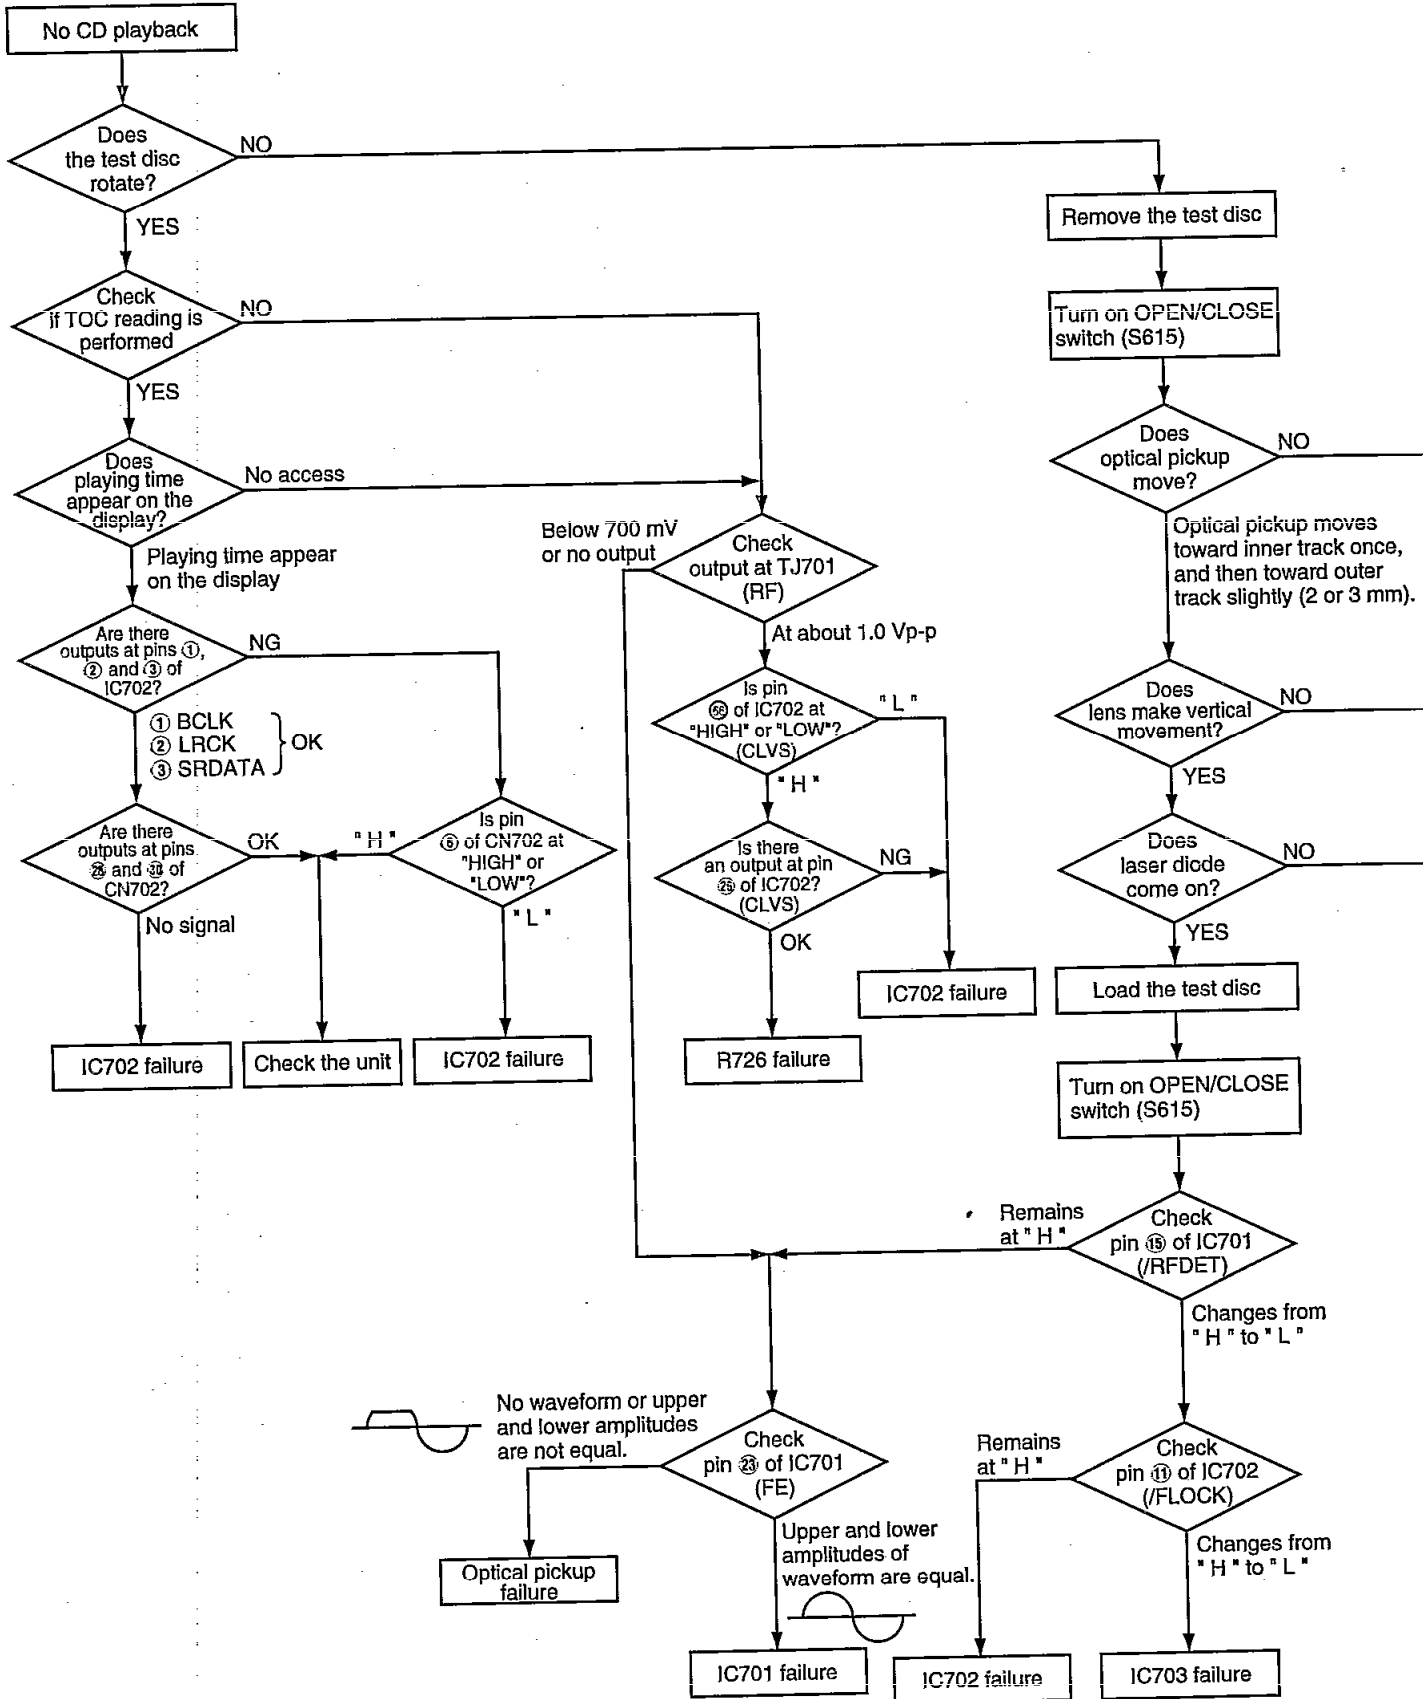 No CD playback
Does
the test disc
rotate?
NO
YES
Check
if TOC reading is
performed
NO
YES
Does
playing time
appear on the
display?
No access
Playing time appear
on the display
Are there
outputs at pins ①,
② and ③ of
IC702?
NG
① BCLK
② LRCK
③ SRDATA
OK
Are there
outputs at pins
㉘ and ㉚ of
CN702?
OK
No signal
"H"
Is pin
⑥ of CN702 at
"HIGH" or
"LOW"?
"L"
IC702 failure
Check the unit
IC702 failure
Below 700 mV
or no output
Check
output at TJ701
(RF)
At about 1.0 Vp-p
Is pin
of IC702 at
"HIGH" or "LOW"?
(CLVS)
"L"
"H"
Is there
an output at pin
㉕ of IC702?
(CLVS)
NG
OK
IC702 failure
R726 failure
Remove the test disc
Turn on OPEN/CLOSE
switch (S615)
Does
optical pickup
move?
NO
Optical pickup moves
toward inner track once,
and then toward outer
track slightly (2 or 3 mm).
Does
lens make vertical
movement?
NO
YES
Does
laser diode
come on?
NO
YES
Load the test disc
Turn on OPEN/CLOSE
switch (S615)
Check
pin ⑮ of IC701
(/RFDET)
Remains
at "H"
Changes from
"H" to "L"
No waveform or upper
and lower amplitudes
are not equal.
Check
pin ㉓ of IC701
(FE)
Optical pickup
failure
Upper and lower
amplitudes of
waveform are equal.
IC701 failure
Check
pin ⑪ of IC702
(/FLOCK)
Remains
at "H"
Changes from
"H" to "L"
IC702 failure
IC703 failure